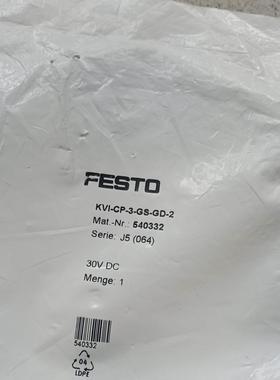 FESTO
KVI-CP-3-GS-GD-2
Mat.-Nr.: 540332
Serie: J5 (064)
30V DC
Menge: 1
540332
04
LDPE